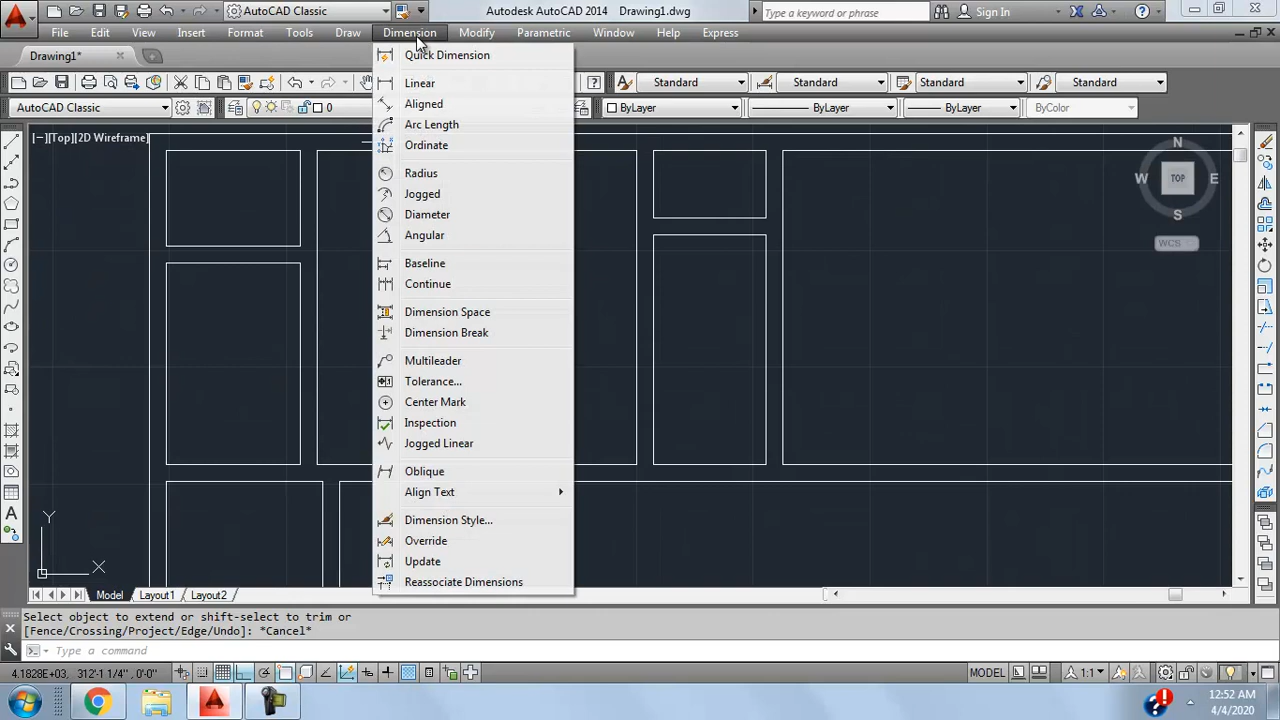 AutoCAD Classic
Autodesk AutoCAD 2014 Drawing1.dwg
Type a keyword or phrase
Sign In
File Edit View Insert Format Tools Draw Dimension Modify Parametric Window Help Express
Drawing1*
Quick Dimension
Linear
Aligned
Arc Length
Ordinate
Radius
Jogged
Diameter
Angular
Baseline
Continue
Dimension Space
Dimension Break
Multileader
Tolerance...
Center Mark
Inspection
Jogged Linear
Oblique
Align Text
Dimension Style...
Override
Update
Reassociate Dimensions
Standard Standard Standard Standard
AutoCAD Classic 0 ByLayer ByLayer ByLayer ByColor
[−][Top][2D Wireframe]
N
W TOP E
S
WCS
Y
X
Model Layout1 Layout2
Select object to extend or shift-select to trim or
[Fence/Crossing/Project/Edge/Undo]: *Cancel*
Type a command
4.1828E+03, 312'-1 1/4", 0'-0" MODEL 1:1
12:52 AM
4/4/2020